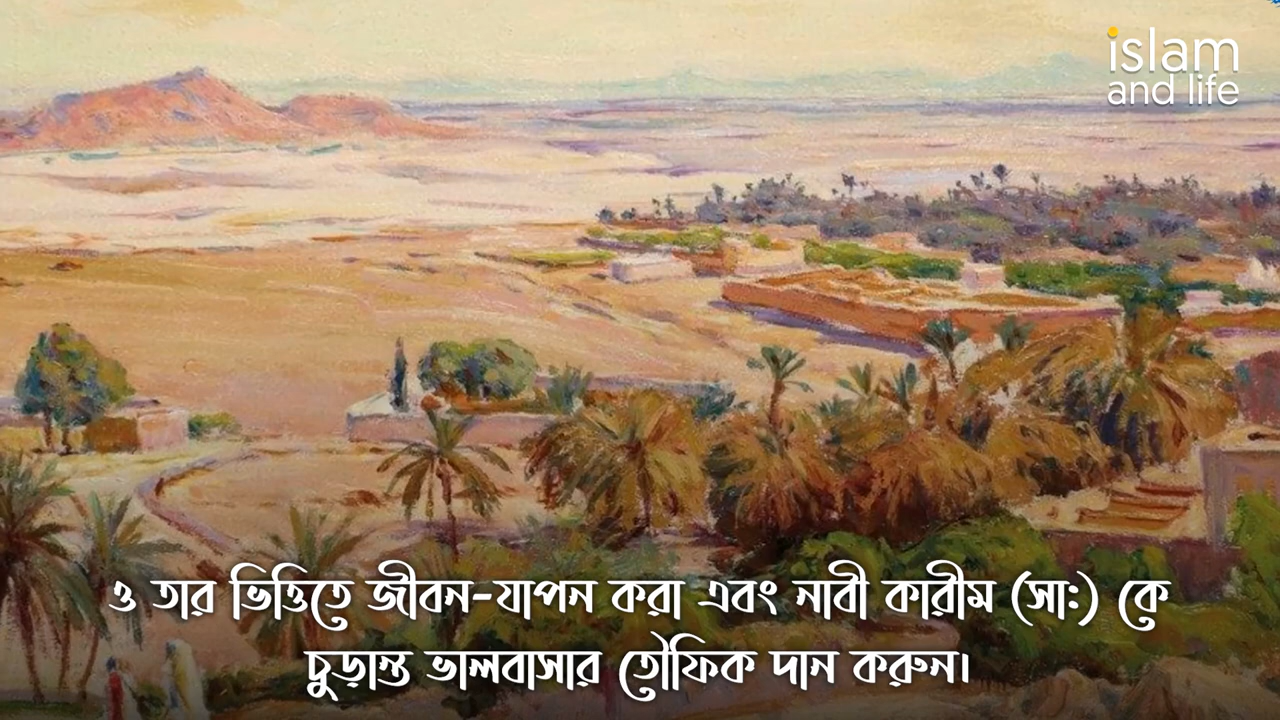 islam
and life
ও তার ভিত্তিতে জীবন-যাপন করা এবং নাবী কারীম (সাঃ) কে
চুড়ান্ত ভালবাসার তৌফিক দান করুন।